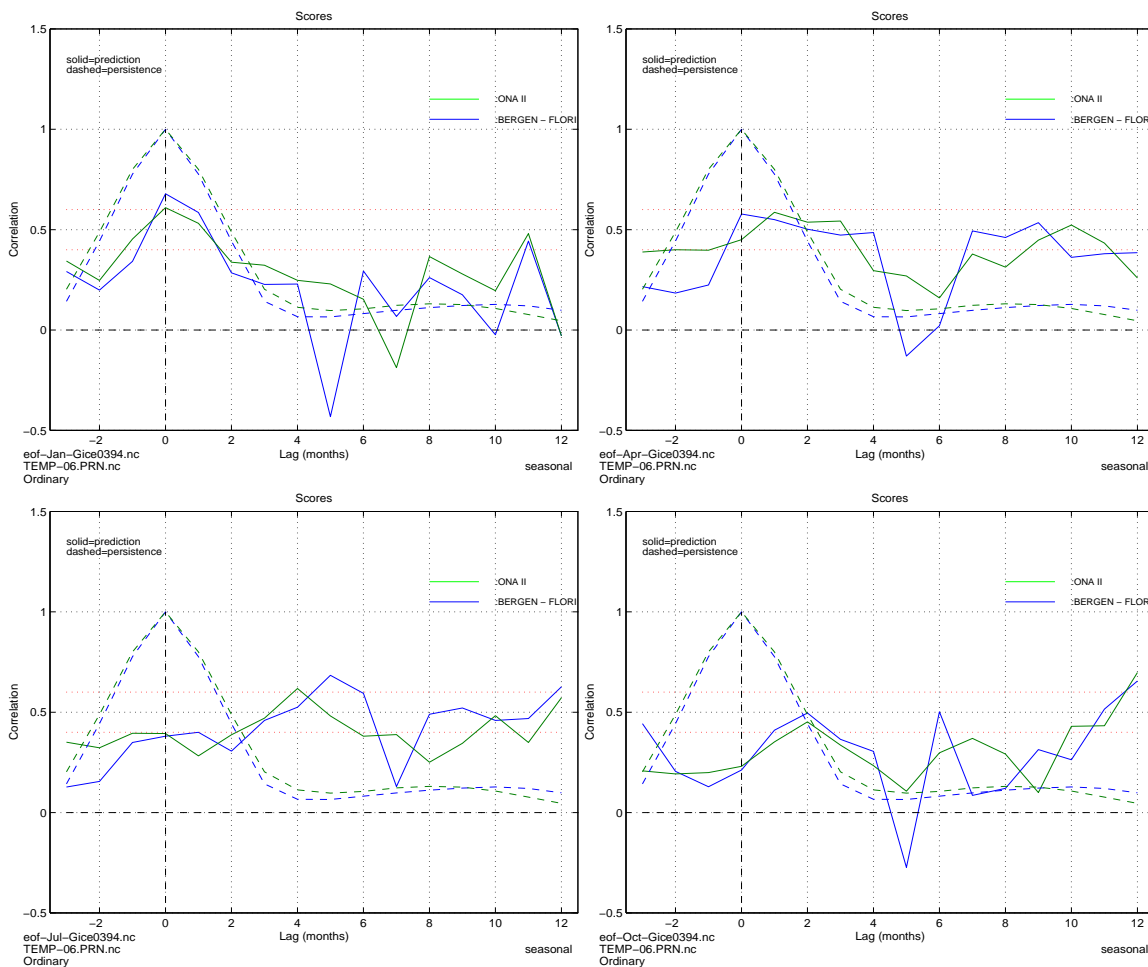 Scores
1.5
solid=prediction
dashed=persistence
ONA II
BERGEN − FLORI
1
Correlation
0.5
0
−0.5
−2 0 2 4 6 8 10 12
Lag (months)
eof−Jan−Gice0394.nc
TEMP−06.PRN.nc
seasonal
Ordinary
Scores
1.5
solid=prediction
dashed=persistence
ONA II
BERGEN − FLOR
1
Correlation
0.5
0
−0.5
−2 0 2 4 6 8 10 12
Lag (months)
eof−Apr−Gice0394.nc
TEMP−06.PRN.nc
seasonal
Ordinary
Scores
1.5
solid=prediction
dashed=persistence
ONA II
BERGEN − FLORI
1
Correlation
0.5
0
−0.5
−2 0 2 4 6 8 10 12
Lag (months)
eof−Jul−Gice0394.nc
TEMP−06.PRN.nc
seasonal
Ordinary
Scores
1.5
solid=prediction
dashed=persistence
ONA II
BERGEN − FLOR
1
Correlation
0.5
0
−0.5
−2 0 2 4 6 8 10 12
Lag (months)
eof−Oct−Gice0394.nc
TEMP−06.PRN.nc
seasonal
Ordinary